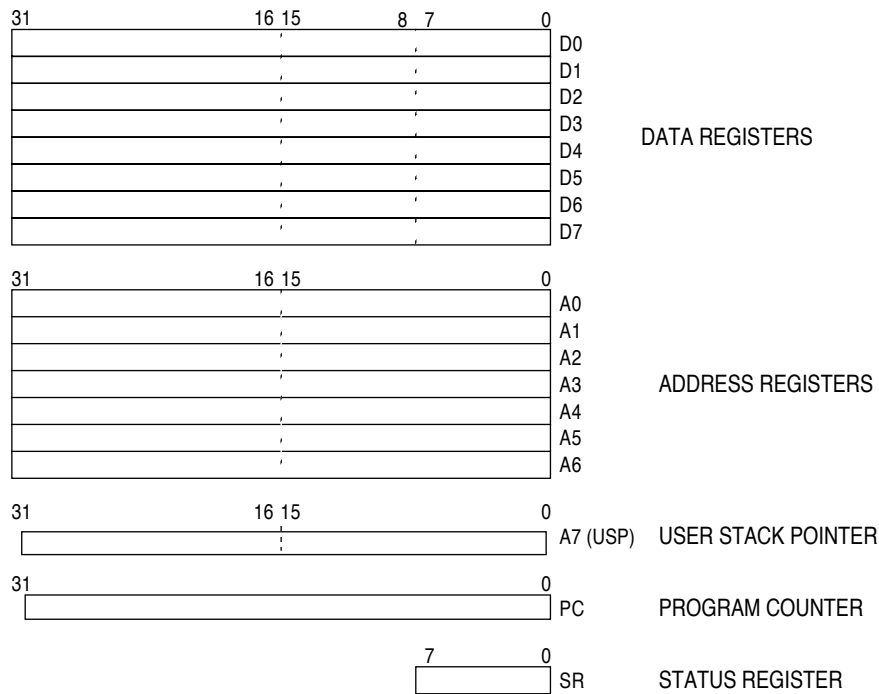 31 16 15 8 7 0
D0
D1
D2
D3
D4 DATA REGISTERS
D5
D6
D7
31 16 15 0
A0
A1
A2
A3 ADDRESS REGISTERS
A4
A5
A6
31 16 15 0
A7 (USP) USER STACK POINTER
31 0
PC PROGRAM COUNTER
7 0
SR STATUS REGISTER